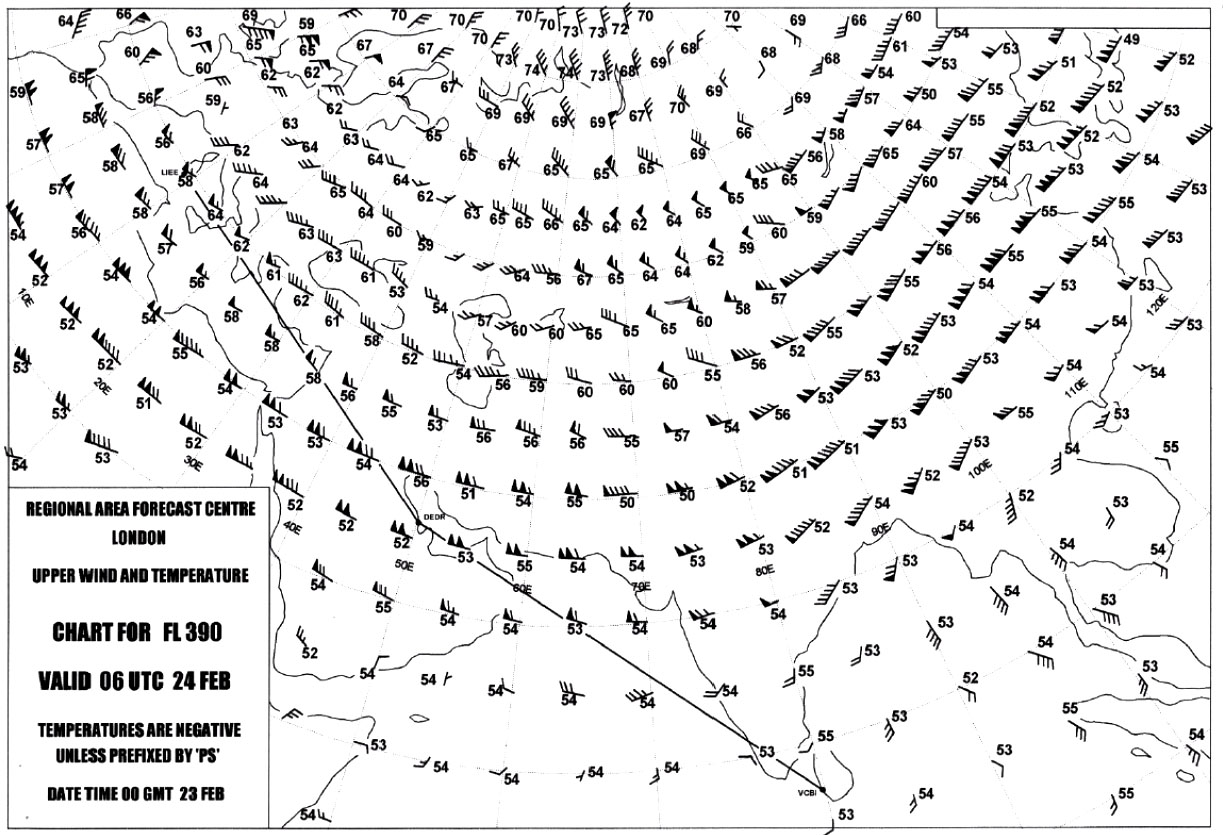 64 66 69 59 70 70 70 70 70 70 69 66 60
63 73 73 72 54 49
60 65 65 67 67 70 68 68 61 53 51 52
65 60 62 62 64 67 73 74 74 73 68 69 68 54 53
59 56 59 62 69 69 69 69 67 70 69 69 57 50 55 52 53
58 63 65 66 58 64 55 52
57 56 62 64 63 65 67 65 65 69 56 65 57 53 54
LIEE
58 58 64 64 64 65 65 60 54 53 53
57 58 64 65 64 62 63 65 65 66 65 64 62 64 65 59 56 55 55
54 56 57 62 63 60 59 60 59 56 55 53
52 54 56 61 63 61 53 64 56 67 65 64 64 62 57 55 54 53 53
10E
52 54 58 62 61 54 57 60 60 65 65 60 58 55 53 54 54 53
120E
53 52 55 58 58 52 54 56 59 60 60 60 55 56 52 52 53 54 54
20E
53 51 54 58 56 55 53 56 56 56 55 57 54 56 53 50 55 53
110E
54 53 52 53 53 54 56 51 54 55 50 50 52 51 53 53 54 55
30E
100E
REGIONAL AREA FORECAST CENTRE
LONDON
UPPER WIND AND TEMPERATURE
CHART FOR FL 390
VALID 06 UTC 24 FEB
TEMPERATURES ARE NEGATIVE
UNLESS PREFIXED BY 'PS'
DATE TIME 00 GMT 23 FEB
52 52 52 DEDR 53 55 54 54 53 52 54 52 53
40E
50E
60E
70E
80E
90E
54 55 54 54 53 54 54 54 53 53 54 54 54
52 54 54 54 54 54 55 53 53 52 54 53 53
53 54 54 54 54 53 55 53 53 55 54
54 VCBI 53 54 55